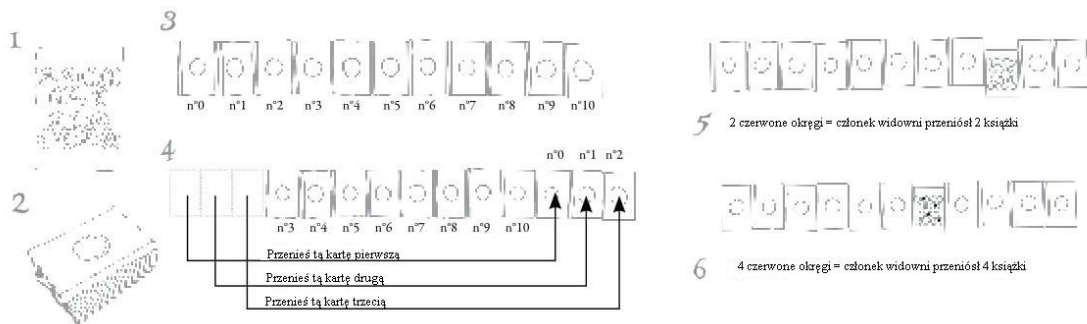 1
3
n°0 n°1 n°2 n°3 n°4 n°5 n°6 n°7 n°8 n°9 n°10
4
n°0 n°1 n°2
n°3 n°4 n°5 n°6 n°7 n°8 n°9 n°10
Przenieś tą kartę pierwszą
Przenieś tą kartę drugą
Przenieś tą kartę trzecią
2
5 2 czerwone okręgi = członek widowni przeniósł 2 książki
6 4 czerwone okręgi = członek widowni przeniósł 4 książki